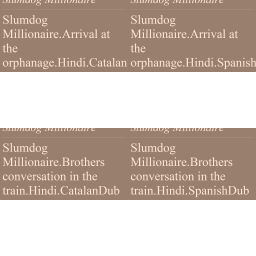 Slumdog Millionaire Slumdog Millionaire
Slumdog Slumdog
Millionaire.Arrival at Millionaire.Arrival at
the the
orphanage.Hindi.Catalan orphanage.Hindi.Spanish
Slumdog Millionaire Slumdog Millionaire
Slumdog Slumdog
Millionaire.Brothers Millionaire.Brothers
conversation in the conversation in the
train.Hindi.CatalanDub train.Hindi.SpanishDub